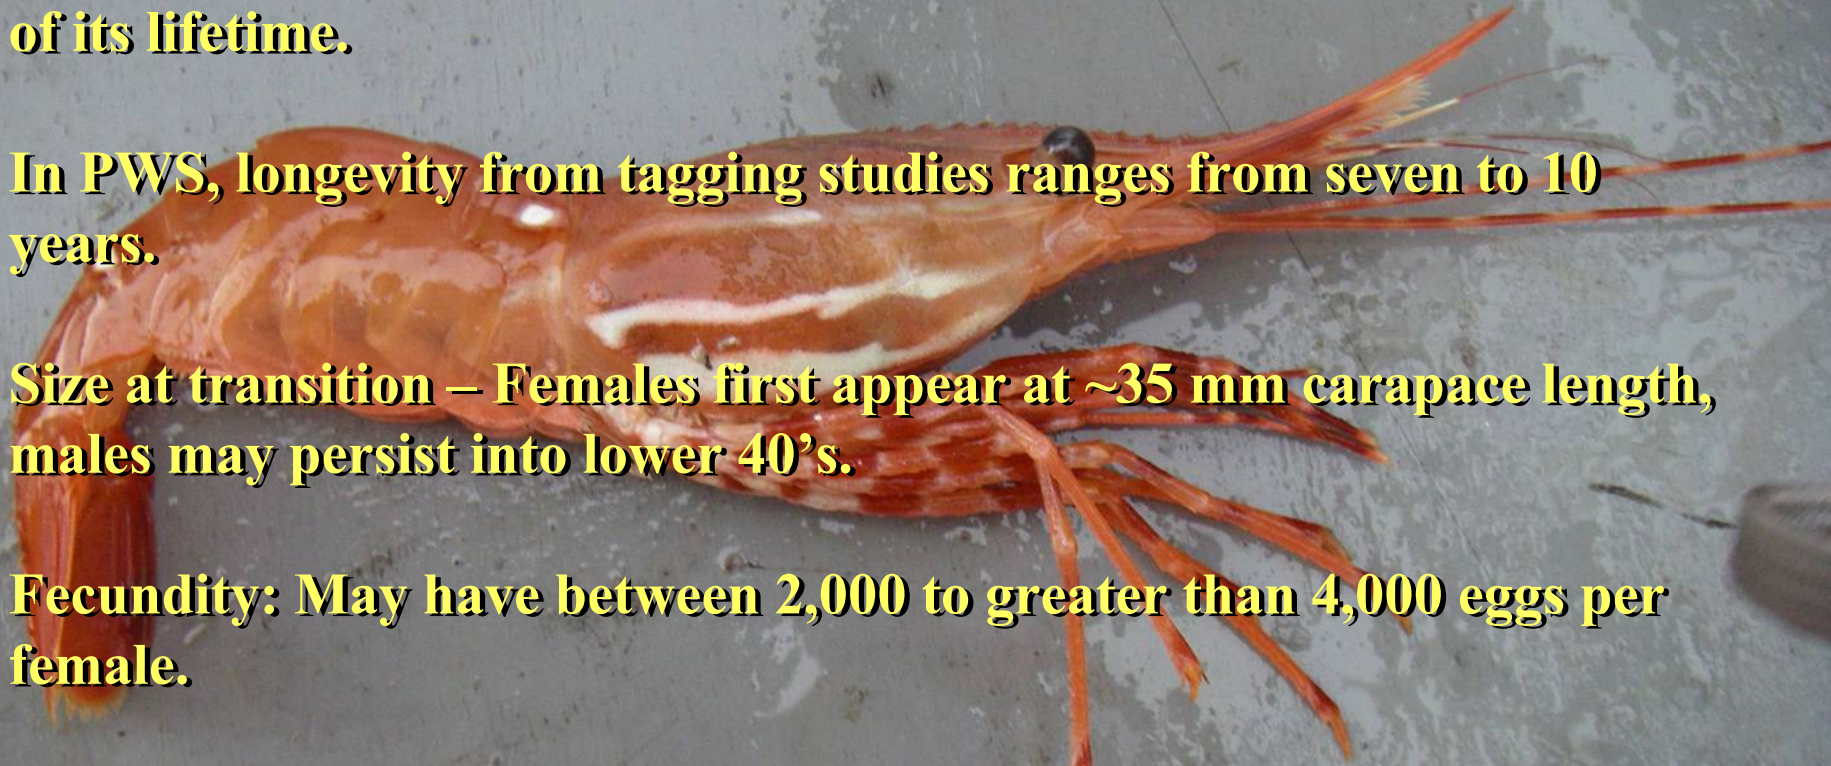 of its lifetime.
In PWS, longevity from tagging studies ranges from seven to 10
years.
Size at transition – Females first appear at ~35 mm carapace length,
males may persist into lower 40’s.
Fecundity: May have between 2,000 to greater than 4,000 eggs per
female.